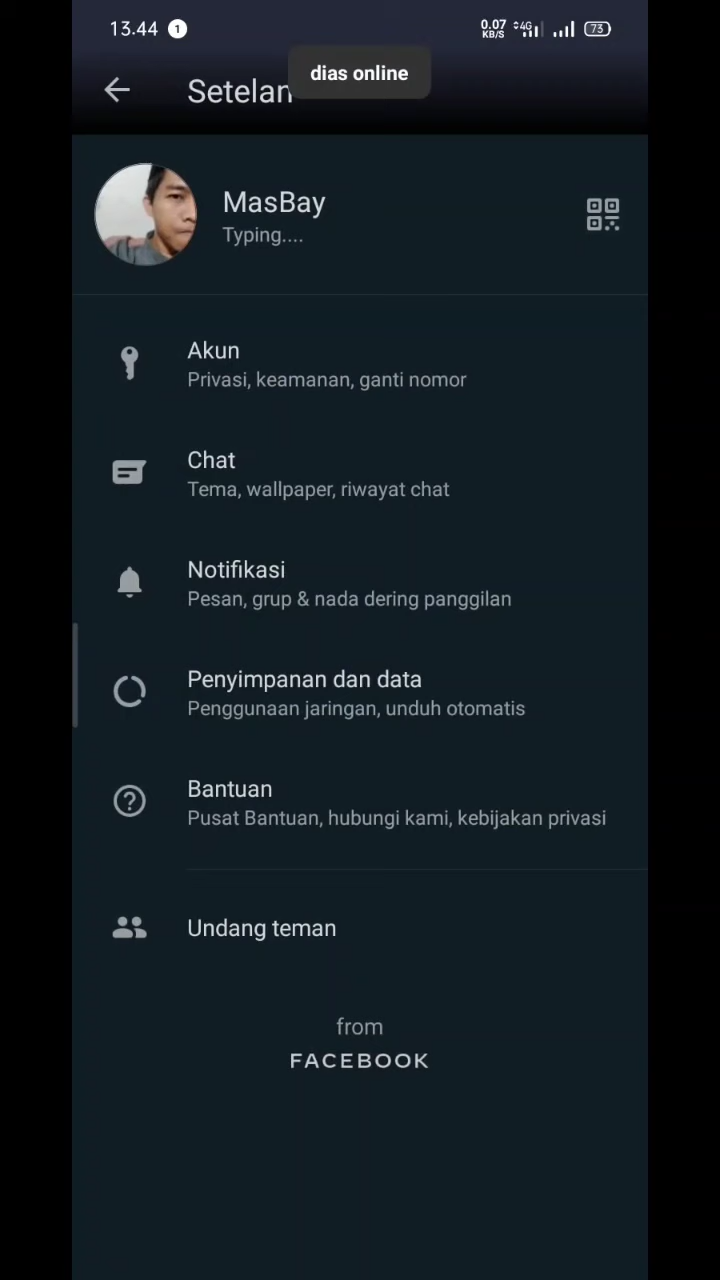 13.44 1
0.07 KB/S 4G 73
dias online
Setelan
MasBay
Typing....
Akun
Privasi, keamanan, ganti nomor
Chat
Tema, wallpaper, riwayat chat
Notifikasi
Pesan, grup & nada dering panggilan
Penyimpanan dan data
Penggunaan jaringan, unduh otomatis
Bantuan
Pusat Bantuan, hubungi kami, kebijakan privasi
Undang teman
from
FACEBOOK